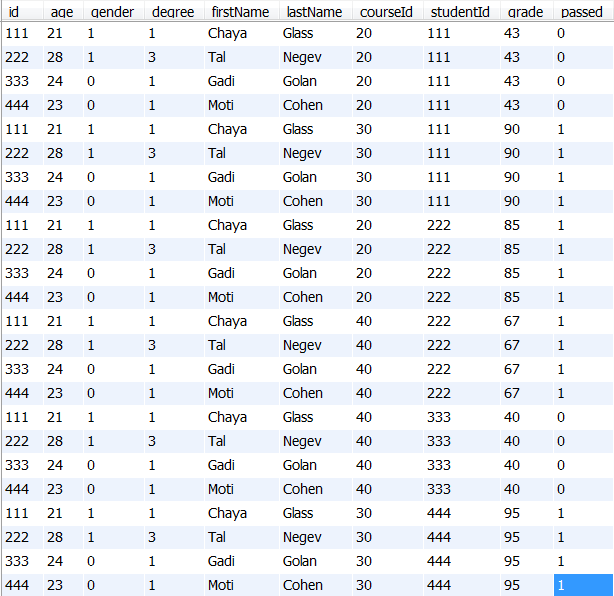 id age gender degree firstName lastName courseId studentId grade passed
111 21 1 1 Chaya Glass 20 111 43 0
222 28 1 3 Tal Negev 20 111 43 0
333 24 0 1 Gadi Golan 20 111 43 0
444 23 0 1 Moti Cohen 20 111 43 0
111 21 1 1 Chaya Glass 30 111 90 1
222 28 1 3 Tal Negev 30 111 90 1
333 24 0 1 Gadi Golan 30 111 90 1
444 23 0 1 Moti Cohen 30 111 90 1
111 21 1 1 Chaya Glass 20 222 85 1
222 28 1 3 Tal Negev 20 222 85 1
333 24 0 1 Gadi Golan 20 222 85 1
444 23 0 1 Moti Cohen 20 222 85 1
111 21 1 1 Chaya Glass 40 222 67 1
222 28 1 3 Tal Negev 40 222 67 1
333 24 0 1 Gadi Golan 40 222 67 1
444 23 0 1 Moti Cohen 40 222 67 1
111 21 1 1 Chaya Glass 40 333 40 0
222 28 1 3 Tal Negev 40 333 40 0
333 24 0 1 Gadi Golan 40 333 40 0
444 23 0 1 Moti Cohen 40 333 40 0
111 21 1 1 Chaya Glass 30 444 95 1
222 28 1 3 Tal Negev 30 444 95 1
333 24 0 1 Gadi Golan 30 444 95 1
444 23 0 1 Moti Cohen 30 444 95 1